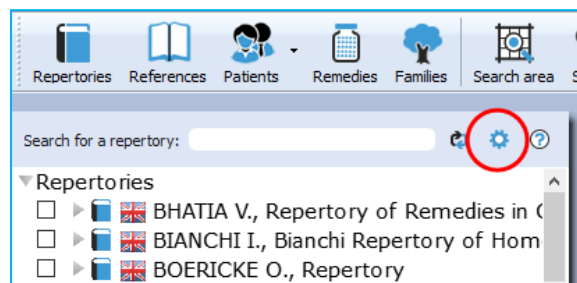 Repertories References Patients Remedies Families Search area
Search for a repertory:
Repertories
BHATIA V., Repertory of Remedies in
BIANCHI I., Bianchi Repertory of Hom
BOERICKE O., Repertory